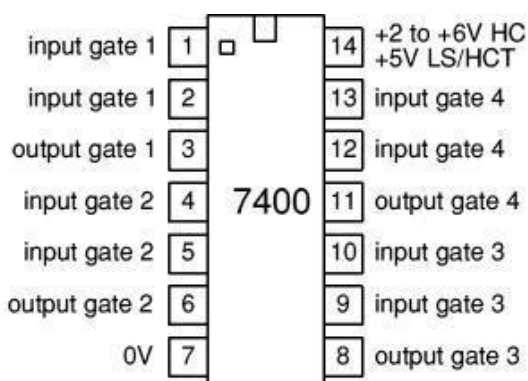 input gate 1 1
input gate 1 2
output gate 1 3
input gate 2 4
input gate 2 5
output gate 2 6
0V 7
7400
14 +2 to +6V HC
+5V LS/HCT
13 input gate 4
12 input gate 4
11 output gate 4
10 input gate 3
9 input gate 3
8 output gate 3